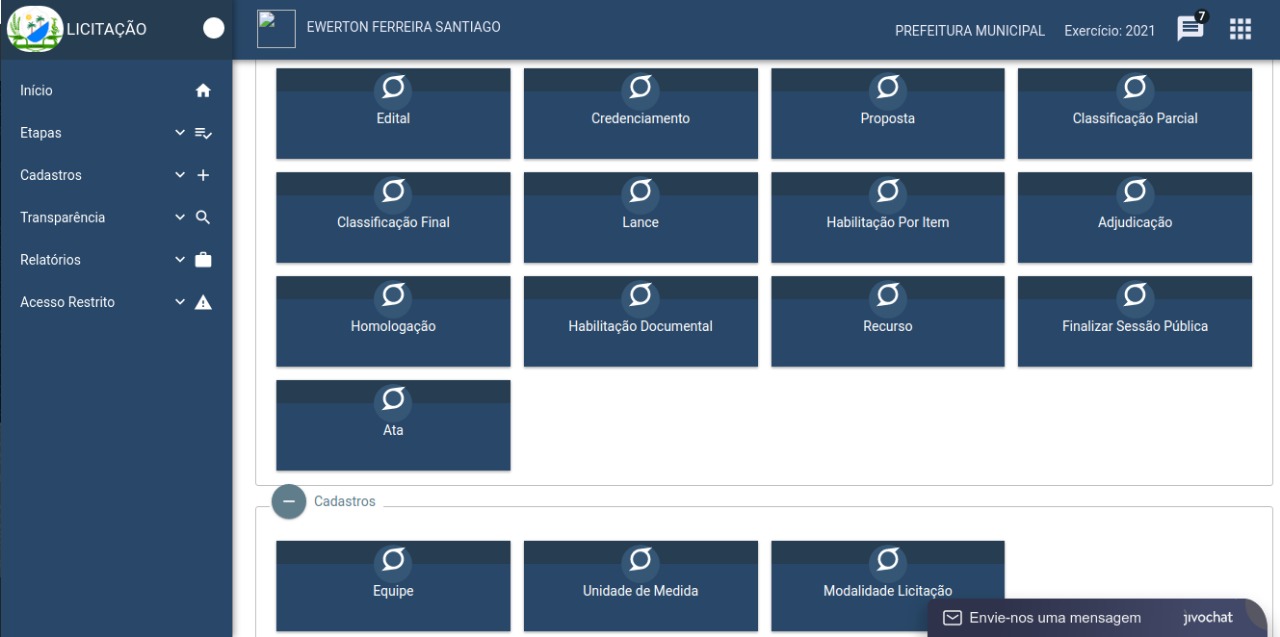 LICITAÇÃO
EWERTON FERREIRA SANTIAGO
PREFEITURA MUNICIPAL
Exercício: 2021
7
Início
Etapas
Cadastros
Transparência
Relatórios
Acesso Restrito
Edital
Credenciamento
Proposta
Classificação Parcial
Classificação Final
Lance
Habilitação Por Item
Adjudicação
Homologação
Habilitação Documental
Recurso
Finalizar Sessão Pública
Ata
Cadastros
Equipe
Unidade de Medida
Modalidade Licitação
Envie-nos uma mensagem
jivochat